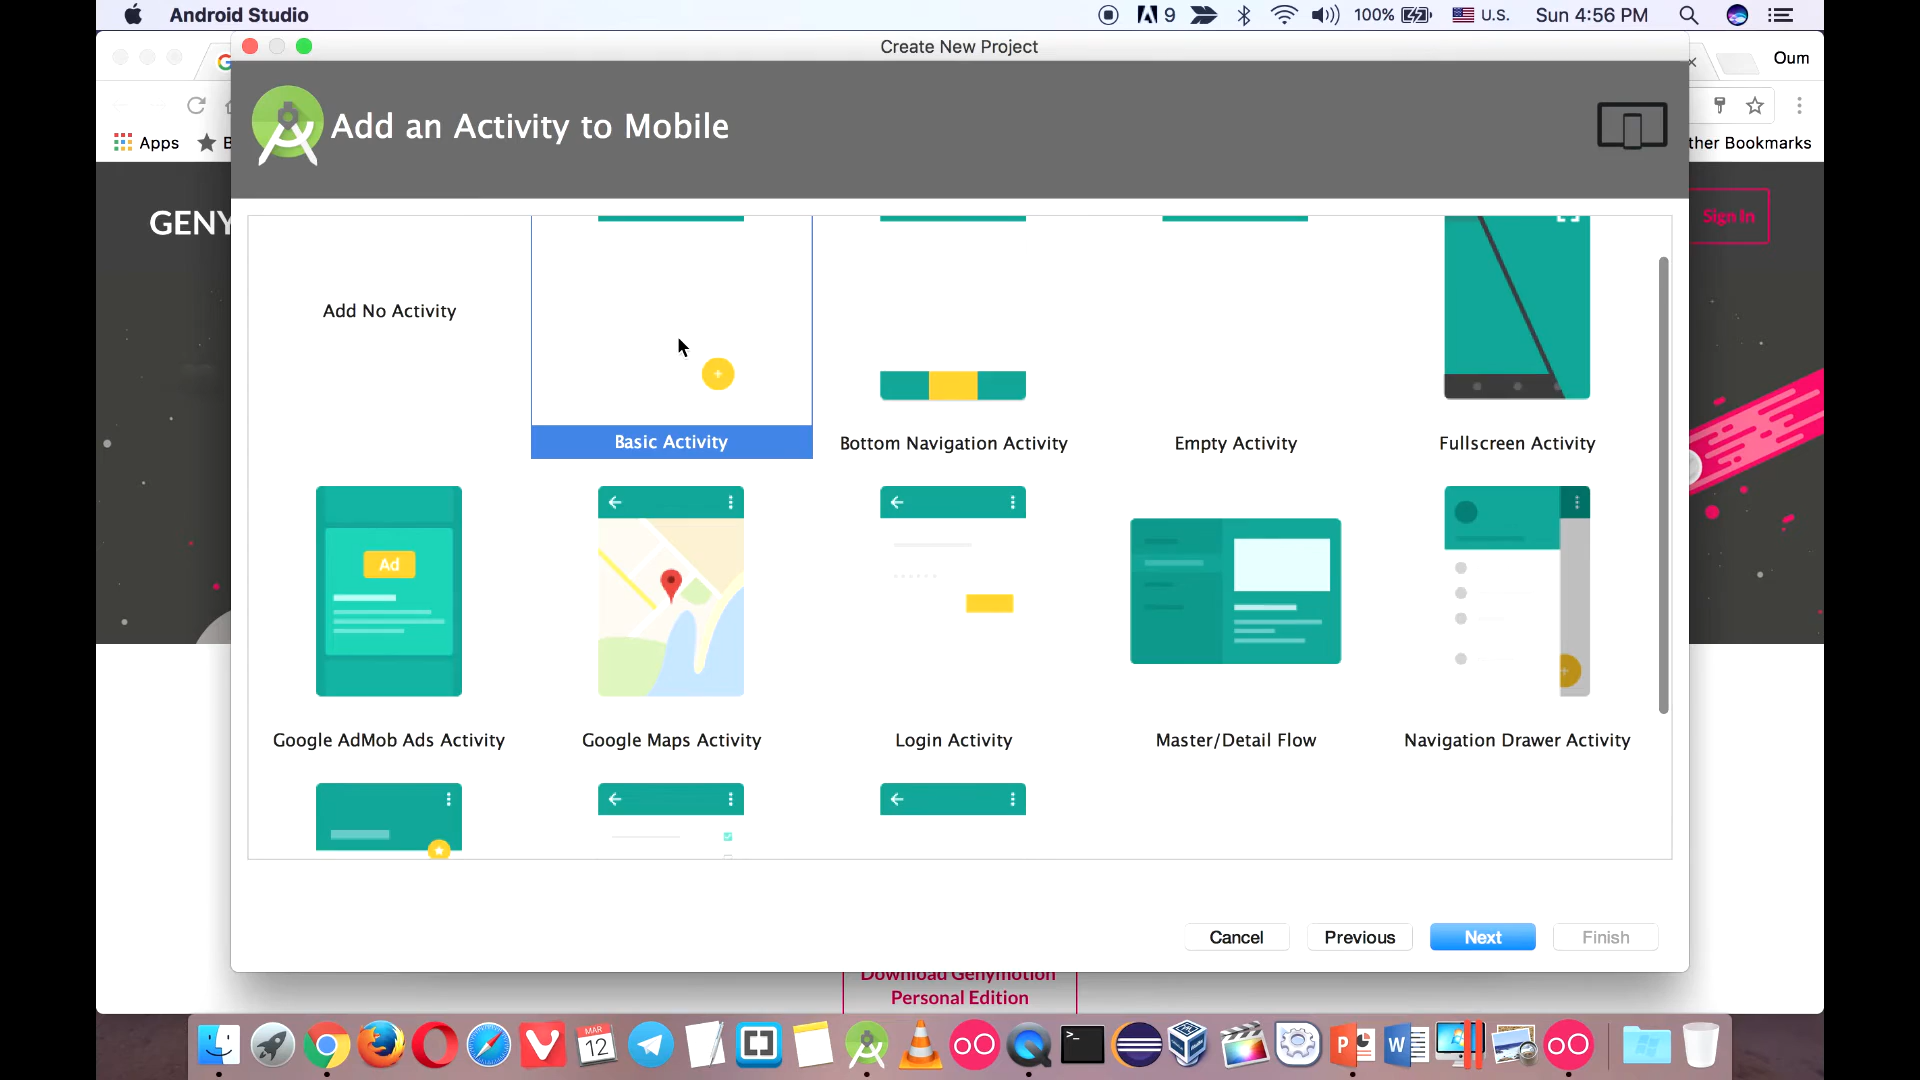 Android Studio
9
100%
U.S.
Sun 4:56 PM
Create New Project
Oum
Add an Activity to Mobile
Apps
B
ther Bookmarks
GENY
Sign In
Add No Activity
Basic Activity
Bottom Navigation Activity
Empty Activity
Fullscreen Activity
Ad
Google AdMob Ads Activity
Google Maps Activity
Login Activity
Master/Detail Flow
Navigation Drawer Activity
Cancel
Previous
Next
Finish
Download Genymotion
Personal Edition
MAR
12